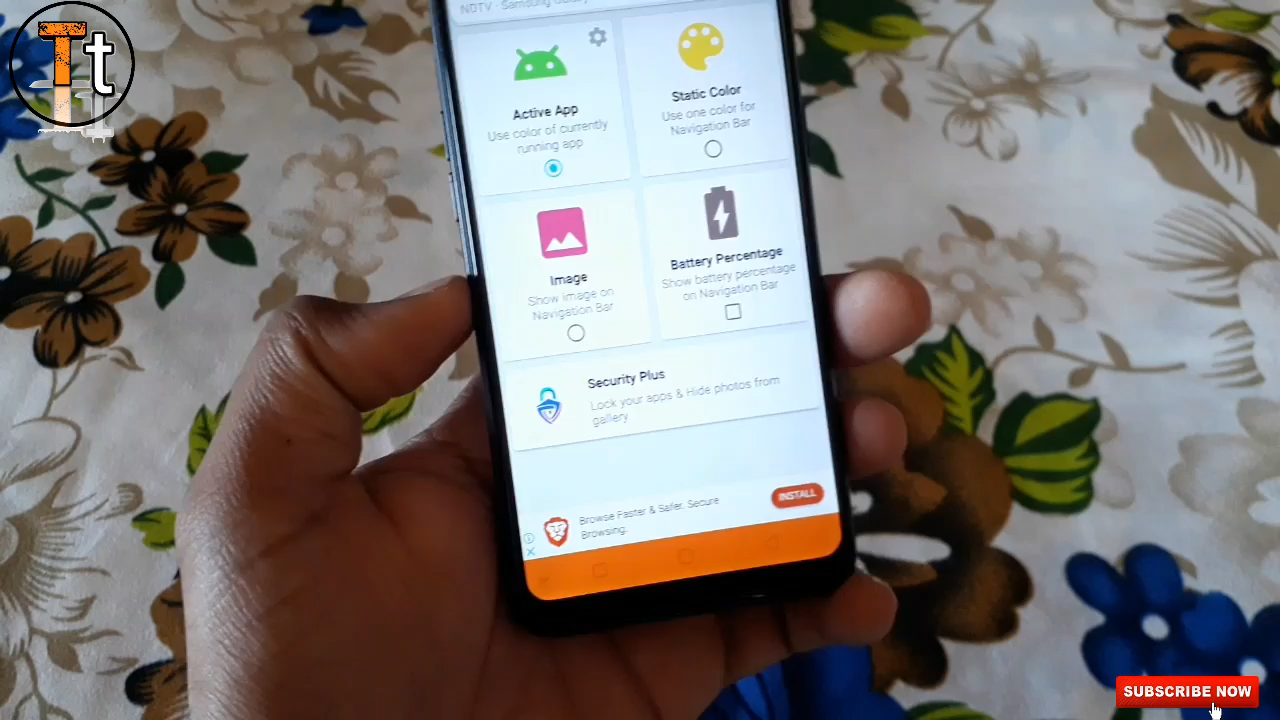 Tt
NDTV - Samsung Galaxy
Active App
Use color of currently
running app
Static Color
Use one color for
Navigation Bar
Image
Show image on
Navigation Bar
Battery Percentage
Show battery percentage
on Navigation Bar
Security Plus
Lock your apps & Hide photos from
gallery
Browse Faster & Safer. Secure
Browsing.
INSTALL
SUBSCRIBE NOW